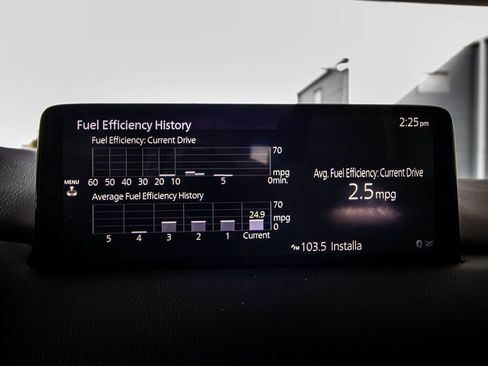 Fuel Efficiency History
2:25pm
Fuel Efficiency: Current Drive
70
mpg
60 50 40 30 20 10 5 0min.
MENU
Average Fuel Efficiency History
70
24.9
mpg
0
5 4 3 2 1 Current
Avg. Fuel Efficiency: Current Drive
2.5 mpg
FM 103.5 Installa